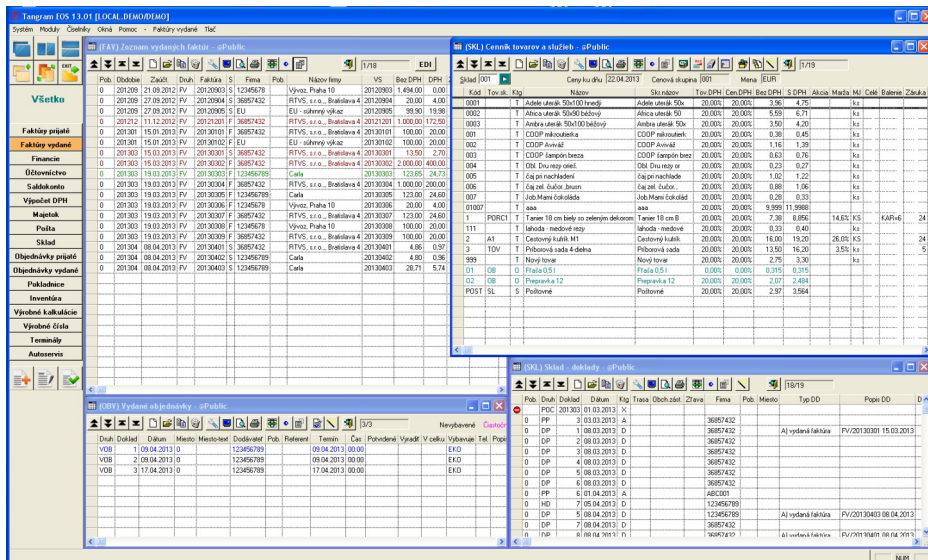 Tangram EOS 13.01 [LOCAL.DEMO/DEMO]
Systém Moduly Číselníky Okná Pomoc - Faktúry vydané Tlač
Všetko
Faktúry prijaté
Faktúry vydané
Financie
Účtovníctvo
Saldokonto
Výpočet DPH
Majetok
Pošta
Sklad
Objednávky prijaté
Objednávky vydané
Pokladnice
Inventúra
Výrobné kalkulácie
Výrobné čísla
Terminály
Autoservis
(FAV) Zoznam vydaných faktúr - @Public
1/18 EDI
Pob. Obdobie Zaúčt. Druh Faktúra S Firma Pob. Názov firmy VS Bez DPH DPH
0 201209 21.09.2012 FV 20120903 S 12345678 Vývoz, Praha 10 20120903 1.494,00 0,00
0 201209 27.09.2012 FV 20120904 S 36857432 RTVS, s.r.o., Bratislava 4 20120904 20,00 4,00
0 201209 27.09.2012 FV 20120905 S EU EU - súhrnný výkaz 20120905 99,90 19,98
0 201212 11.12.2012 FV 20121201 F 36857432 RTVS, s.r.o., Bratislava 4 20121201 1.000,00 172,50
0 201301 15.01.2013 FV 20130101 F 36857432 RTVS, s.r.o., Bratislava 4 20130101 100,00 20,00
0 201301 15.01.2013 FV 20130102 F EU EU - súhrnný výkaz 20130102 100,00 20,00
0 201303 15.03.2013 FV 20130301 S 36857432 RTVS, s.r.o., Bratislava 4 20130301 13,50 2,70
0 201303 15.03.2013 FV 20130302 F 36857432 RTVS, s.r.o., Bratislava 4 20130302 2.000,00 400,00
0 201303 19.03.2013 FV 20130303 F 123456789 Carla 20130303 123,65 24,73
0 201303 19.03.2013 FV 20130304 F 36857432 RTVS, s.r.o., Bratislava 4 20130304 1.000,00 200,00
0 201303 19.03.2013 FV 20130305 F 123456789 Carla 20130305 123,00 24,60
0 201303 19.03.2013 FV 20130306 F 12345678 Vývoz, Praha 10 20130306 20,00 4,00
0 201303 19.03.2013 FV 20130307 F 36857432 RTVS, s.r.o., Bratislava 4 20130307 123,00 24,60
0 201303 19.03.2013 FV 20130308 F 12345678 Vývoz, Praha 10 20130308 100,00 20,00
0 201303 19.03.2013 FV 20130309 F 36857432 RTVS, s.r.o., Bratislava 4 20130309 100,00 20,00
0 201304 08.04.2013 FV 20130401 S 36857432 RTVS, s.r.o., Bratislava 4 20130401 4,86 0,97
0 201304 08.04.2013 FV 20130402 S 123456789 Carla 20130402 4,80 0,96
0 201304 08.04.2013 FV 20130403 S 123456789 Carla 20130403 28,71 5,74
(SKL) Cenník tovarov a služieb - @Public
1/19
Sklad 001 Ceny ku dňu 22.04.2013 Cenová skupina 001 Mena EUR
Kód Tov.sk. Ktg Názov Skr.názov Tov.DPH Cen.DPH Bez DPH S DPH Akcia Marža MJ Celé Balenie Záruka
0001 T Adele uterák 50x100 hnedý Adele uterák 50x 20,00% 20,00% 3,96 4,75 ks
0002 T Africa uterák 50x90 béžový Africa uterák 50 20,00% 20,00% 5,59 6,71 ks
0003 T Ambra uterák 50x100 béžový Ambra uterák 50x 20,00% 20,00% 3,50 4,20 ks
001 T COOP mikroutierka COOP mikroutierk 20,00% 20,00% 0,38 0,45 ks
002 T COOP Aviváž COOP Aviváž 20,00% 20,00% 1,16 1,39 ks
003 T COOP šampón breza COOP šampón brez 20,00% 20,00% 0,63 0,76 ks
004 T Obl. Dru rezy orieš. Obl. Dru rezy or 20,00% 20,00% 0,23 0,27 ks
005 T čaj pri nachladení čaj pri nachlade 20,00% 20,00% 1,02 1,22 ks
006 T čaj zel. čučor.,brusn čaj zel. čučor., 20,00% 20,00% 0,88 1,06 ks
007 T Job.Mami čokoláda Job.Mami čokolád 20,00% 20,00% 0,28 0,33 ks
01007 T aaa aaa 20,00% 20,00% 9,999 11,9988
1 PORC1 T Tanier 18 cm biely so zeleným dekorom Tanier 18 cm B 20,00% 20,00% 7,38 8,856 14,6% KS KAR=6 24
111 T Jahoda - medové rezy Jahoda - medové 20,00% 20,00% 0,33 0,40 ks
2 A1 T Cestovný kufrík M1 Cestovný kufrík 20,00% 20,00% 16,00 19,20 26,0% KS 24
3 TOV T Príborová sada 4-dielna Príborová sada 20,00% 20,00% 13,50 16,20 3,5% ks 5
999 T Nový tovar Nový tovar 20,00% 20,00% 2,75 3,30 ks
O1 OB O Fľaša 0,5 l Fľaša 0,5 l 0,00% 0,00% 0,315 0,315
O2 OB O Prepravka 12 Prepravka 12 20,00% 20,00% 2,07 2,484
POST SL S Poštovné Poštovné 20,00% 20,00% 2,97 3,564
(OBV) Vydané objednávky - @Public
3/3 Nevybavené Čiastoč
Druh Doklad Dátum Miesto Miesto-text Dodávateľ Pob. Referent Termín Čas Potvrdené Vyradiť V celku Vybavuje Tel. Popis
VOB 1 09.04.2013 0 123456789 09.04.2013 00:00 EKO
VOB 2 09.04.2013 0 123456789 09.04.2013 00:00 EKO
VOB 3 17.04.2013 0 123456789 17.04.2013 00:00 EKO
(SKL) Sklad - doklady - @Public
18/19
Pob. Druh Doklad Dátum Ktg Trasa Obch.zást. Zľava Firma Pob. Miesto Typ DD Popis DD
POC 201303 01.03.2013 X
0 PP 3 03.03.2013 A 36857432
0 DP 1 08.03.2013 D 36857432 A) vydaná faktúra FV/20130301 15.03.2013
0 DP 2 08.03.2013 D 36857432
0 DP 3 08.03.2013 D 36857432
0 DP 4 08.03.2013 D 36857432
0 DP 5 08.03.2013 D 36857432
0 DP 6 08.03.2013 D 36857432
0 PP 6 01.04.2013 A ABC001
0 HD 7 05.04.2013 D 123456789
0 DP 5 08.04.2013 D 123456789 A) vydaná faktúra FV/20130403 08.04.2013
0 DP 7 08.04.2013 D 36857432
0 DP 8 08.04.2013 D 36857432 A) vydaná faktúra FV/20130401 08.04.2013
NUM